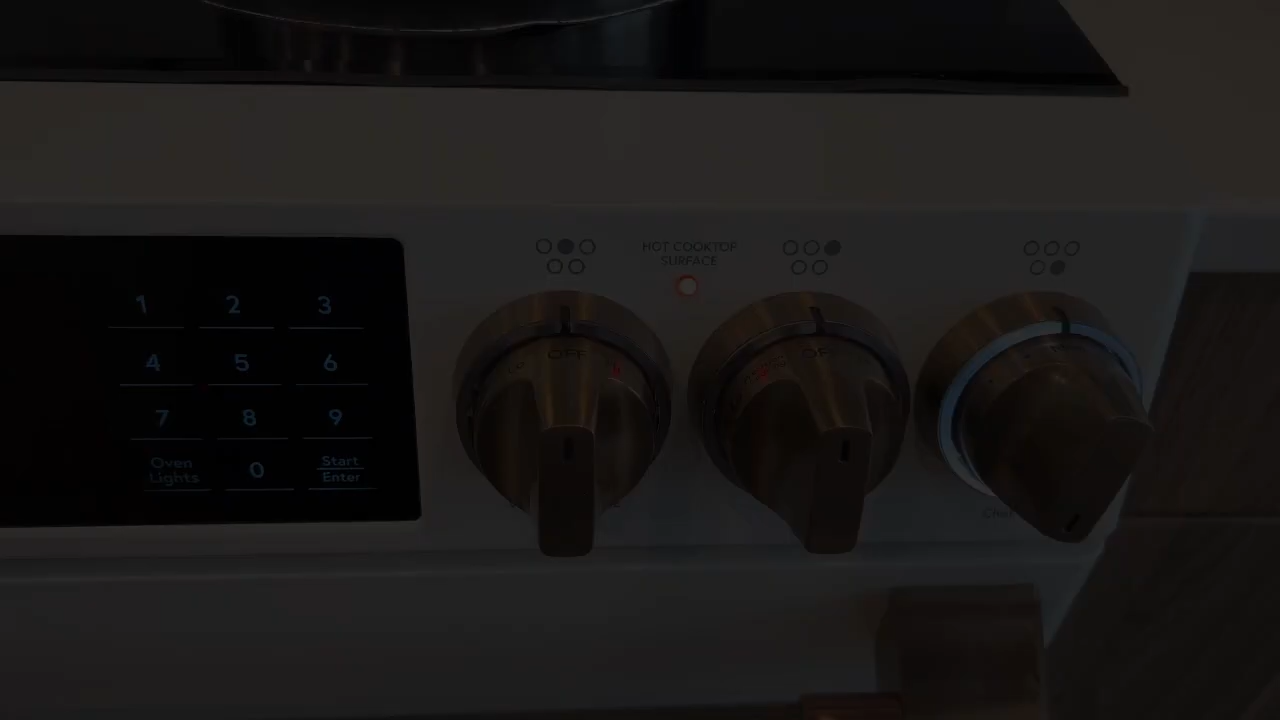 HOT COOKTOP
SURFACE
1 2 3
4 5 6
7 8 9
Oven
Lights
0
Start
Enter
OFF